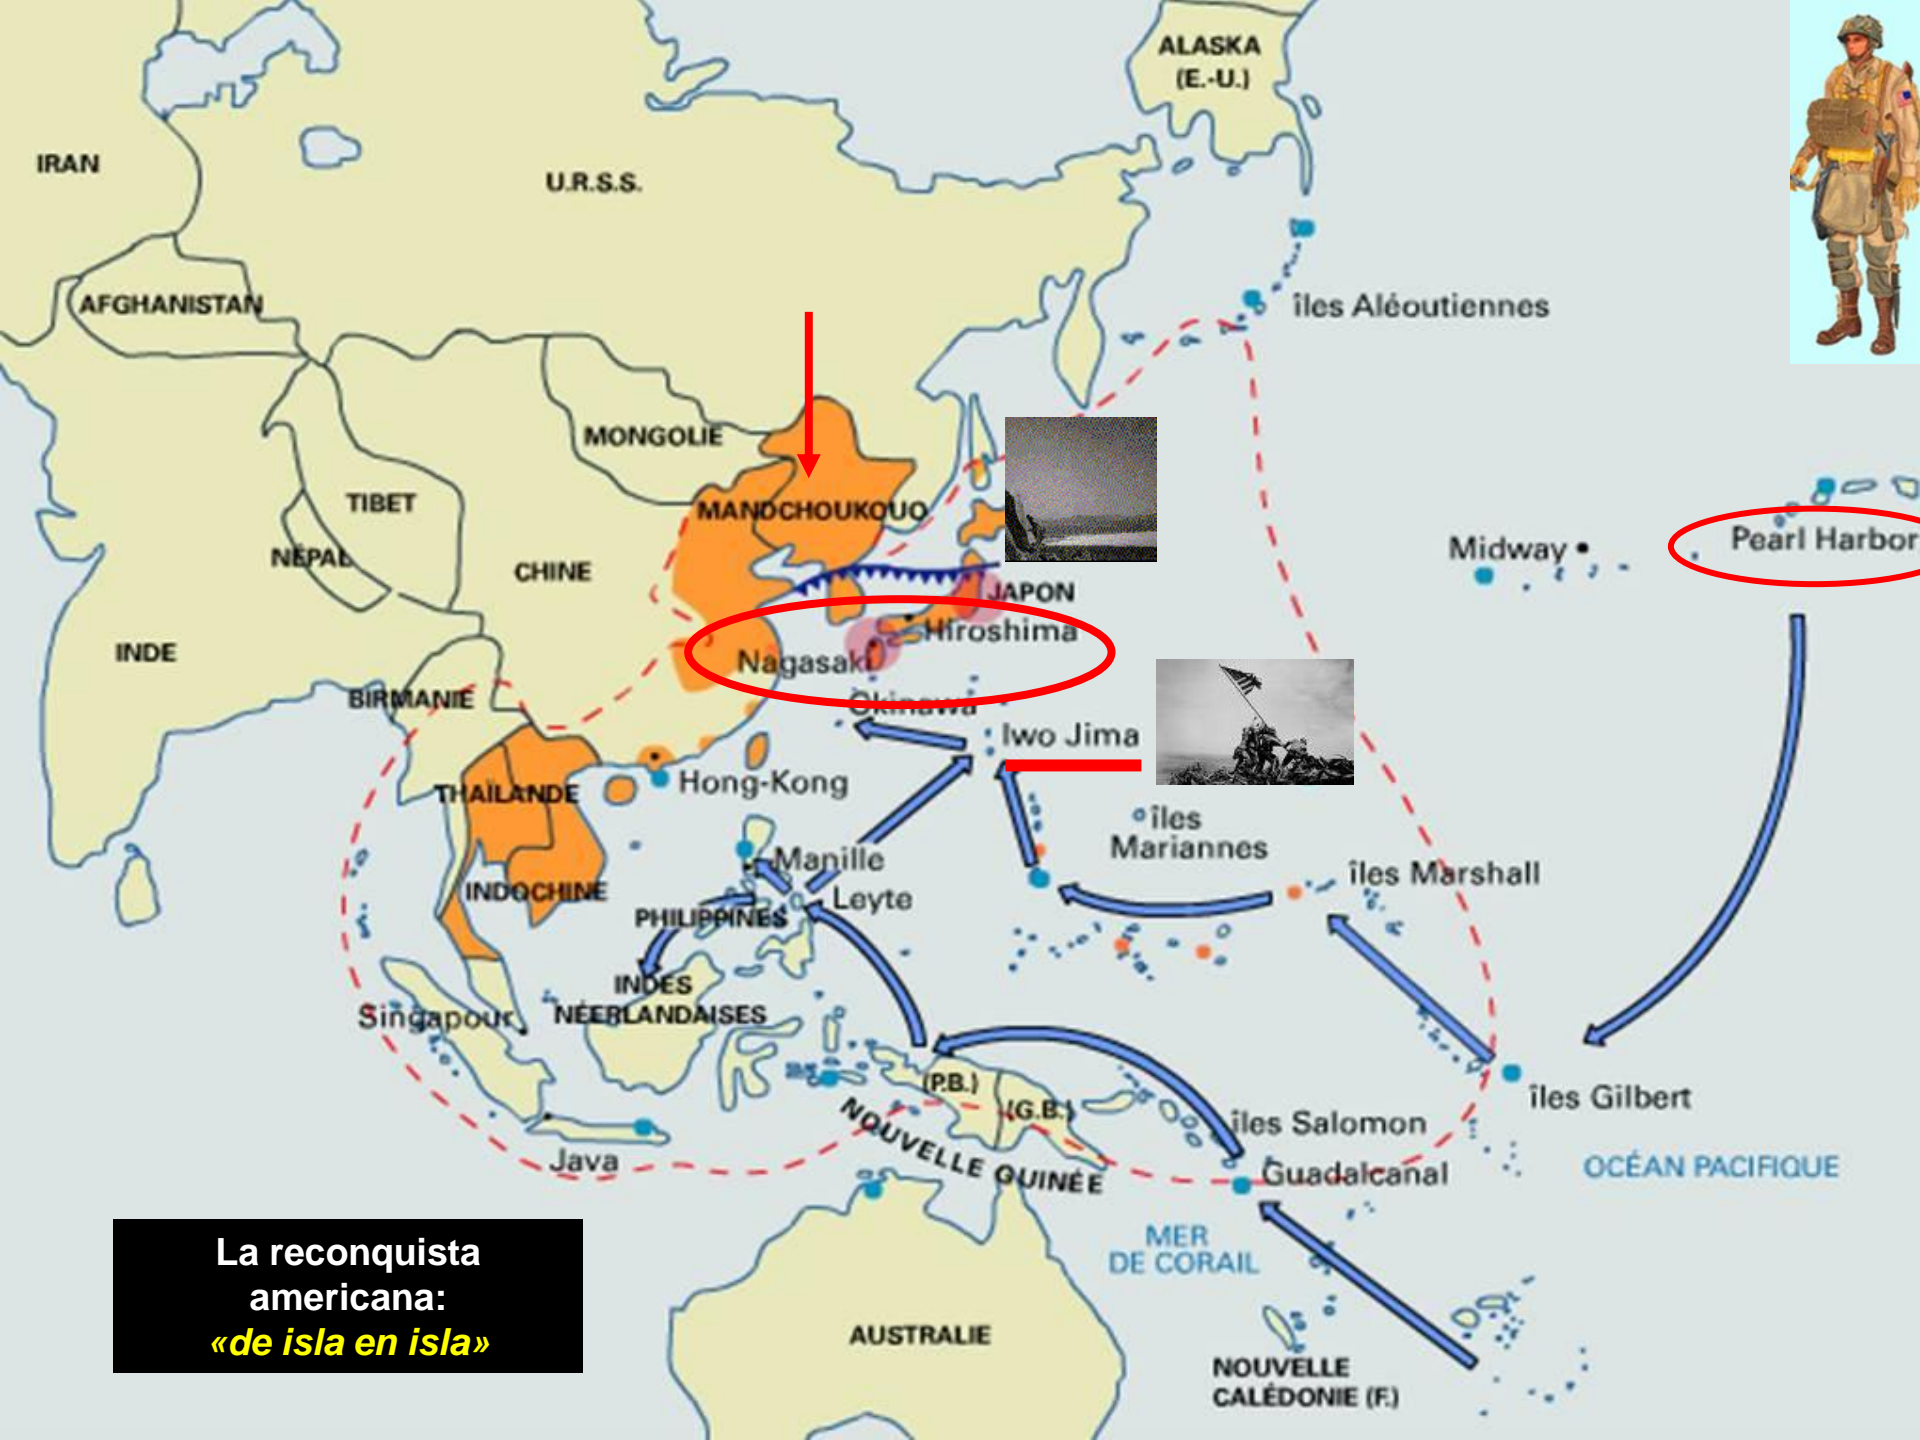 ALASKA
(E.-U.)
IRAN
U.R.S.S.
AFGHANISTAN
îles Aléoutiennes
MONGOLIE
TIBET
MANDCHOUKOUO
Pearl Harbor
Midway
NÉPAL
CHINE
JAPON
Hiroshima
INDE
Nagasaki
BIRMANIE
Okinawa
Iwo Jima
Hong-Kong
THAÏLANDE
îles
Mariannes
Manille
îles Marshall
INDOCHINE
Leyte
PHILIPPINES
INDES
NÉERLANDAISES
Singapour
(P.B.)
(G.B.)
îles Gilbert
NOUVELLE GUINÉE
îles Salomon
Java
Guadalcanal
OCÉAN PACIFIQUE
MER
DE CORAIL
La reconquista
americana:
«de isla en isla»
AUSTRALIE
NOUVELLE
CALÉDONIE (F.)